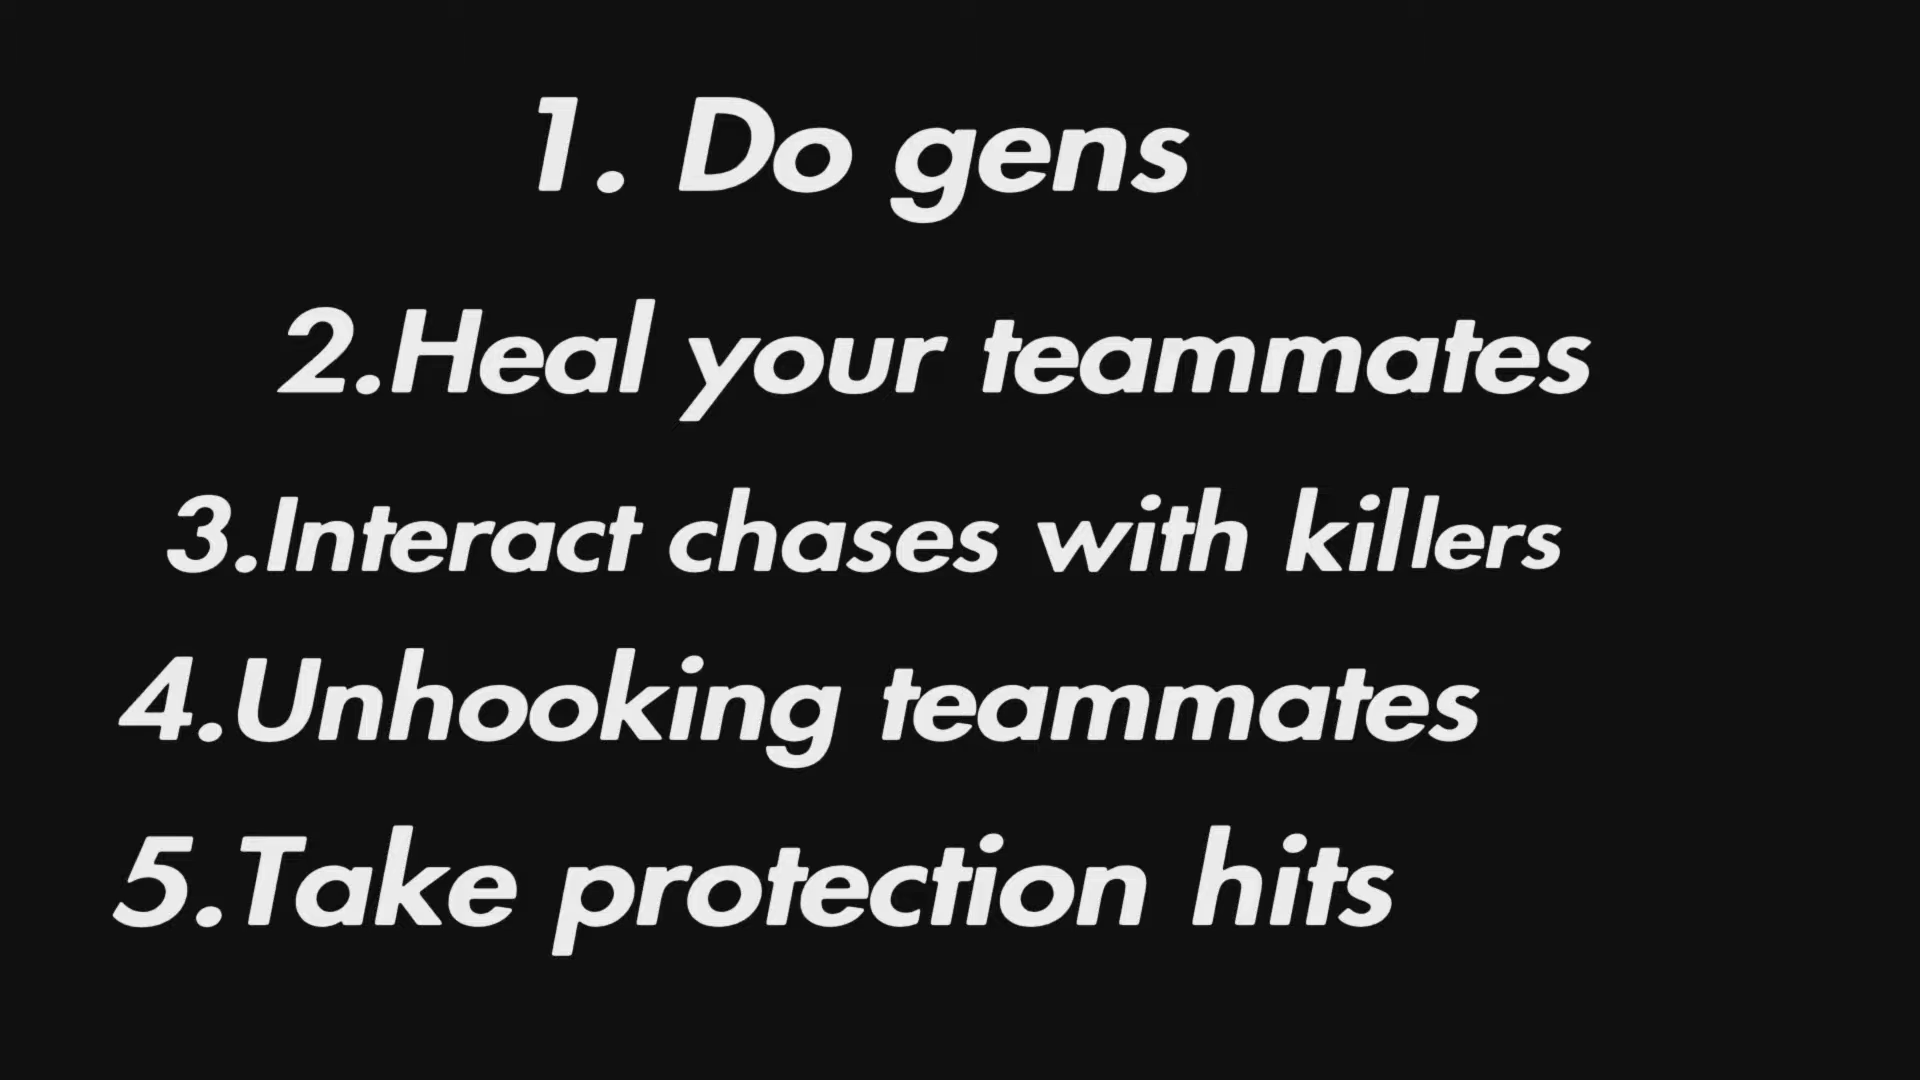 1. Do gens
2.Heal your teammates
3.Interact chases with killers
4.Unhooking teammates
5.Take protection hits